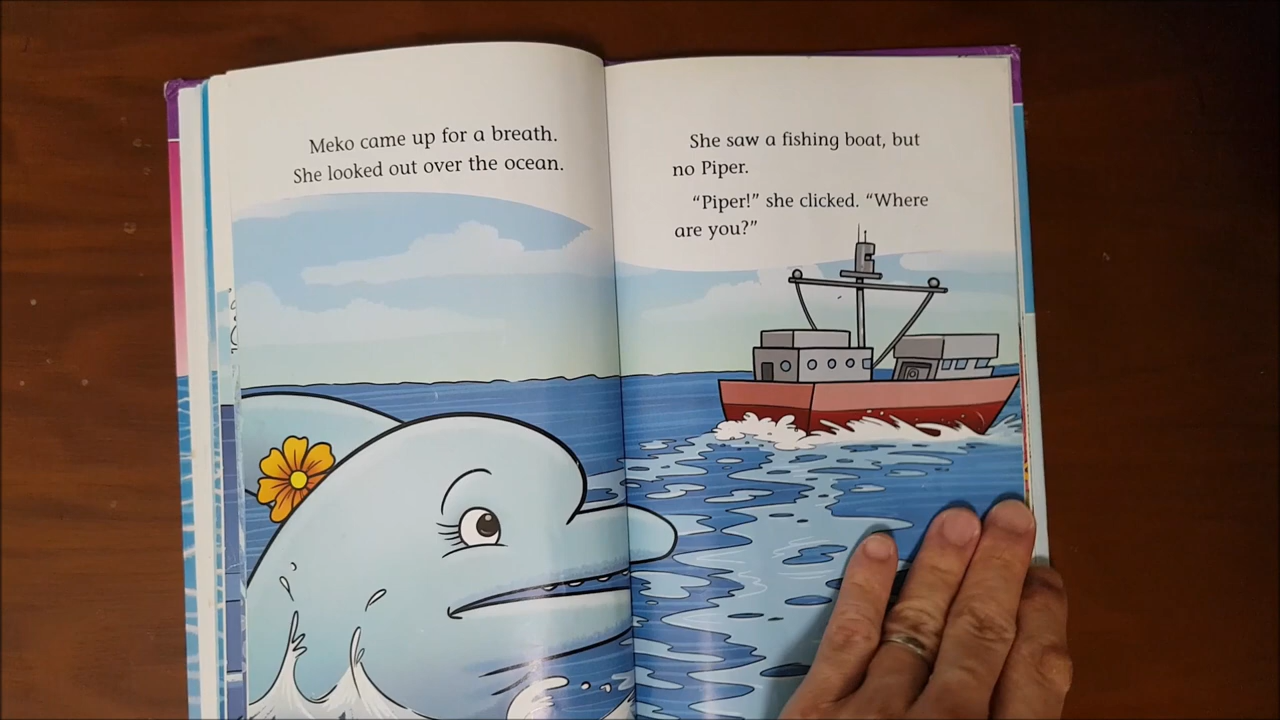 Meko came up for a breath.
She looked out over the ocean.
She saw a fishing boat, but
no Piper.
“Piper!” she clicked. “Where
are you?”